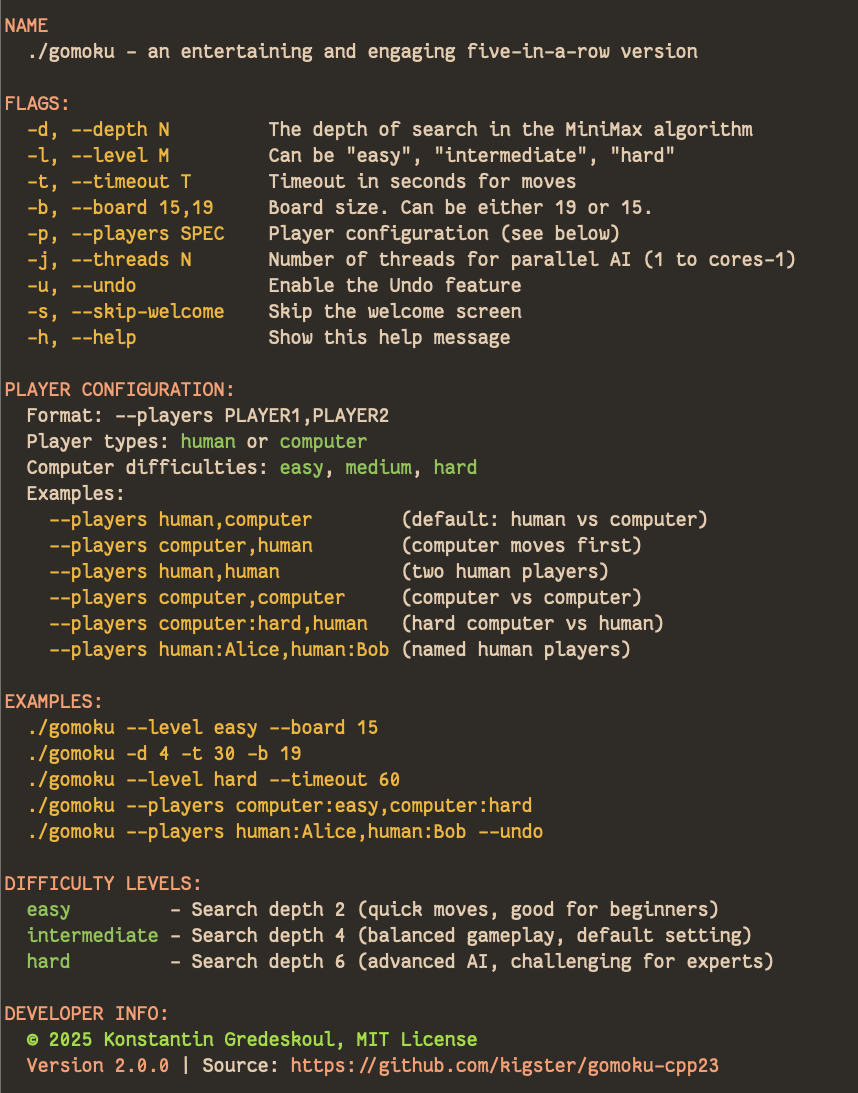 NAME
./gomoku - an entertaining and engaging five-in-a-row version
FLAGS:
-d, --depth N The depth of search in the MiniMax algorithm
-l, --level M Can be "easy", "intermediate", "hard"
-t, --timeout T Timeout in seconds for moves
-b, --board 15,19 Board size. Can be either 19 or 15.
-p, --players SPEC Player configuration (see below)
-j, --threads N Number of threads for parallel AI (1 to cores-1)
-u, --undo Enable the Undo feature
-s, --skip-welcome Skip the welcome screen
-h, --help Show this help message
PLAYER CONFIGURATION:
Format: --players PLAYER1,PLAYER2
Player types: human or computer
Computer difficulties: easy, medium, hard
Examples:
--players human,computer (default: human vs computer)
--players computer,human (computer moves first)
--players human,human (two human players)
--players computer,computer (computer vs computer)
--players computer:hard,human (hard computer vs human)
--players human:Alice,human:Bob (named human players)
EXAMPLES:
./gomoku --level easy --board 15
./gomoku -d 4 -t 30 -b 19
./gomoku --level hard --timeout 60
./gomoku --players computer:easy,computer:hard
./gomoku --players human:Alice,human:Bob --undo
DIFFICULTY LEVELS:
easy - Search depth 2 (quick moves, good for beginners)
intermediate - Search depth 4 (balanced gameplay, default setting)
hard - Search depth 6 (advanced AI, challenging for experts)
DEVELOPER INFO:
© 2025 Konstantin Gredeskoul, MIT License
Version 2.0.0 | Source: https://github.com/kigster/gomoku-cpp23